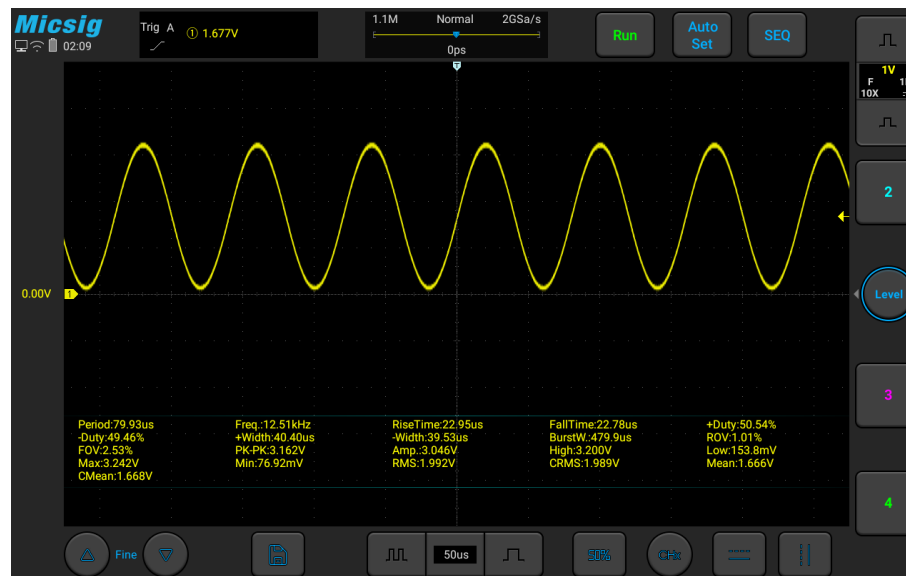 Micsig
02:09
Trig A
① 1.677V
1.1M Normal 2GSa/s
0ps
Run
Auto
Set
SEQ
T
1V
F
10X
2
0.00V
1
Level
3
Period:79.93us Freq.:12.51kHz RiseTime:22.95us FallTime:22.78us +Duty:50.54%
-Duty:49.46% +Width:40.40us -Width:39.53us BurstW.:479.9us ROV:1.01%
FOV:2.53% PK-PK:3.162V Amp.:3.046V High:3.200V Low:153.8mV
Max:3.242V Min:76.92mV RMS:1.992V CRMS:1.989V Mean:1.666V
CMean:1.668V
4
Fine
50us
50%
CHx